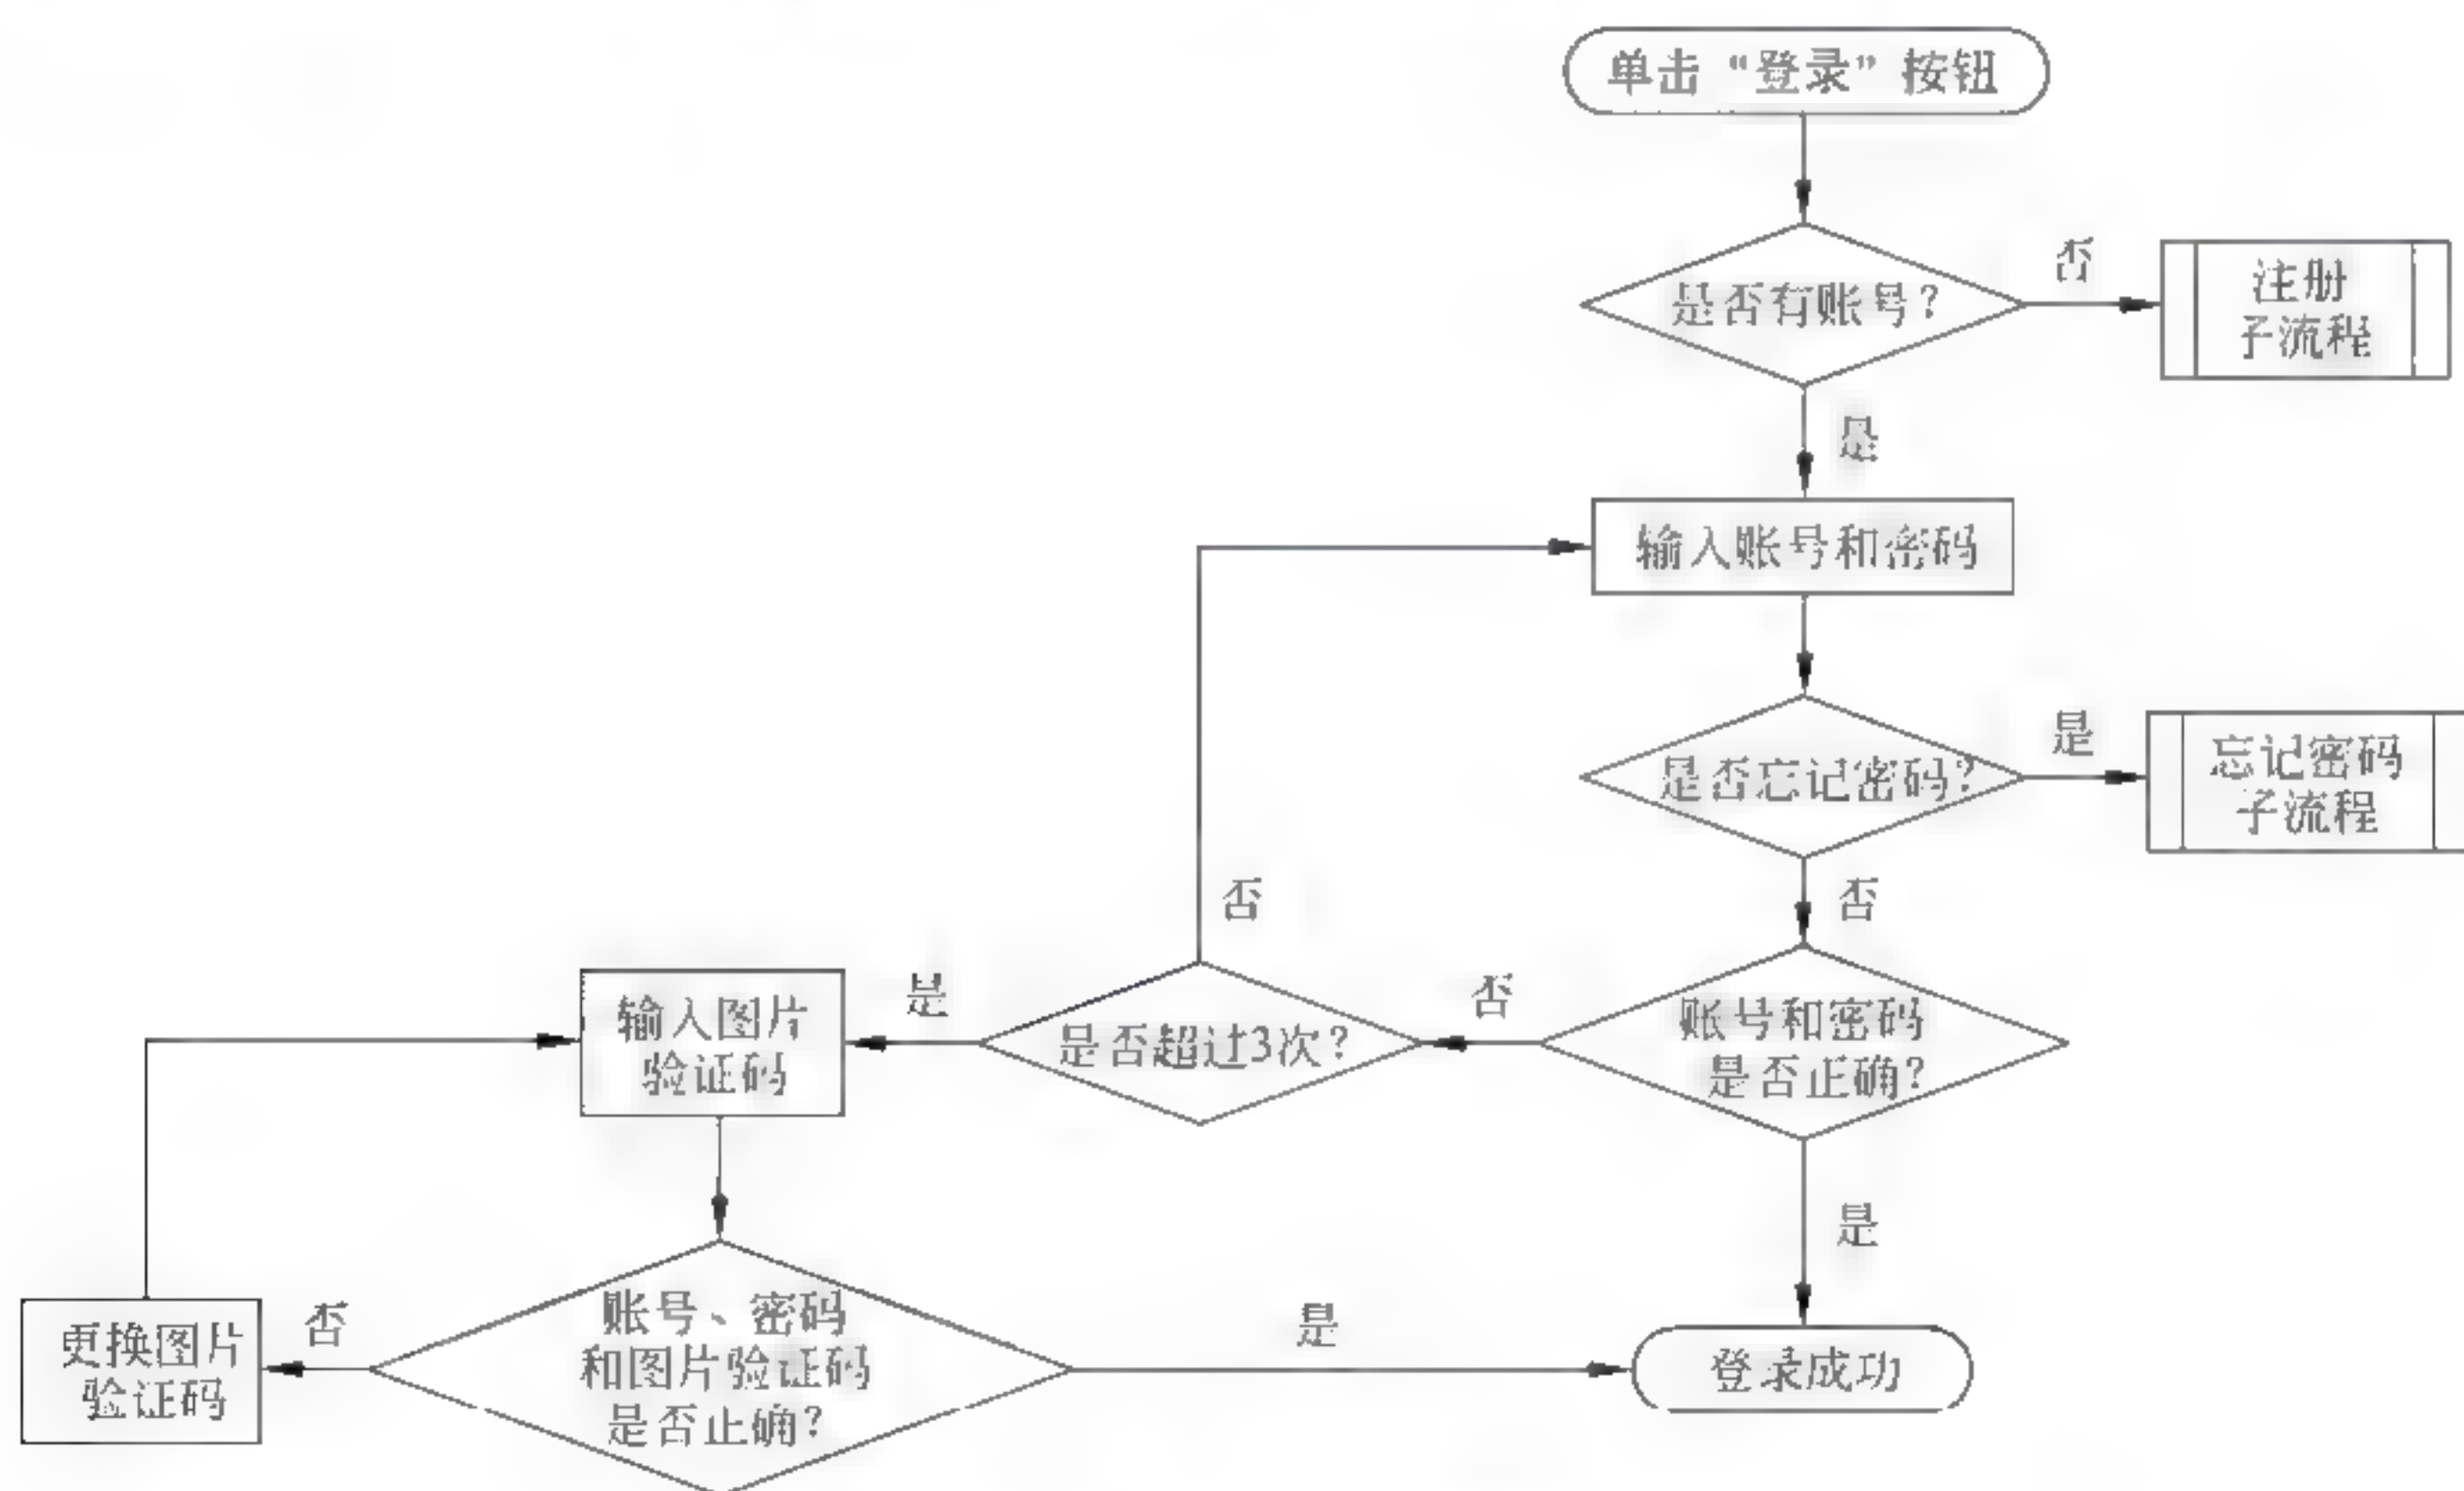 单击“登录”按钮
是否有账号?
否
注册
子流程
是
输入账号和密码
是否忘记密码?
是
忘记密码
子流程
否
否
账号和密码
是否正确?
否
是否超过3次?
是
输入图片
验证码
是
账号、密码
和图片验证码
是否正确?
否
更换图片
验证码
是
登录成功